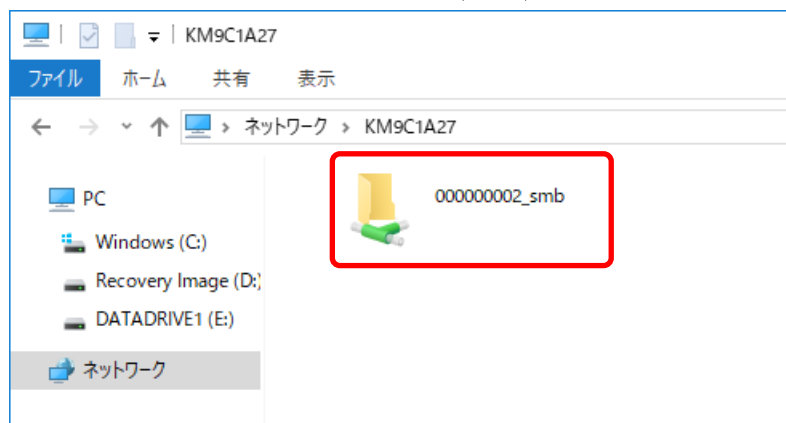 KM9C1A27
ファイル ホーム 共有 表示
ネットワーク › KM9C1A27
PC
Windows (C:)
Recovery Image (D:)
DATADRIVE1 (E:)
ネットワーク
000000002_smb